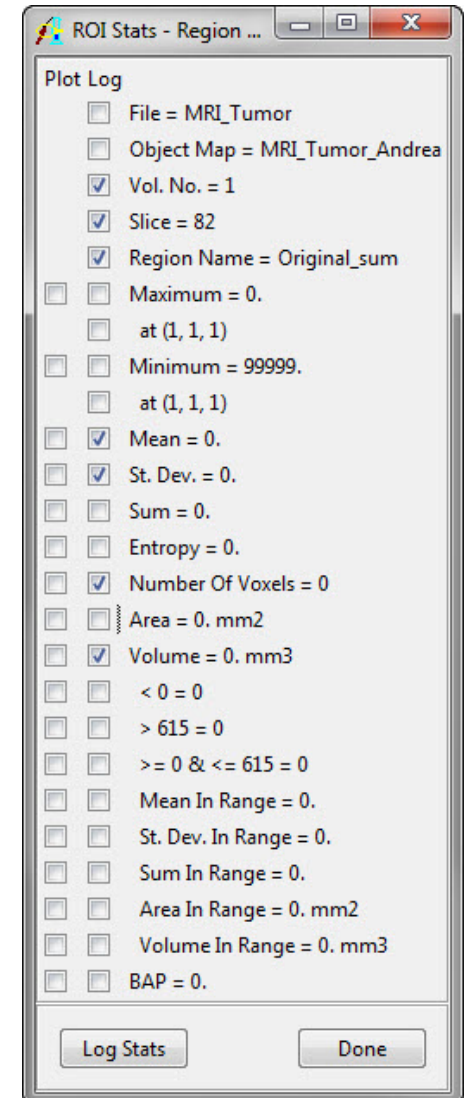 ROI Stats - Region ...
Plot Log
File = MRI_Tumor
Object Map = MRI_Tumor_Andrea
Vol. No. = 1
Slice = 82
Region Name = Original_sum
Maximum = 0.
at (1, 1, 1)
Minimum = 99999.
at (1, 1, 1)
Mean = 0.
St. Dev. = 0.
Sum = 0.
Entropy = 0.
Number Of Voxels = 0
Area = 0. mm2
Volume = 0. mm3
< 0 = 0
> 615 = 0
>= 0 & <= 615 = 0
Mean In Range = 0.
St. Dev. In Range = 0.
Sum In Range = 0.
Area In Range = 0. mm2
Volume In Range = 0. mm3
BAP = 0.
Log Stats Done